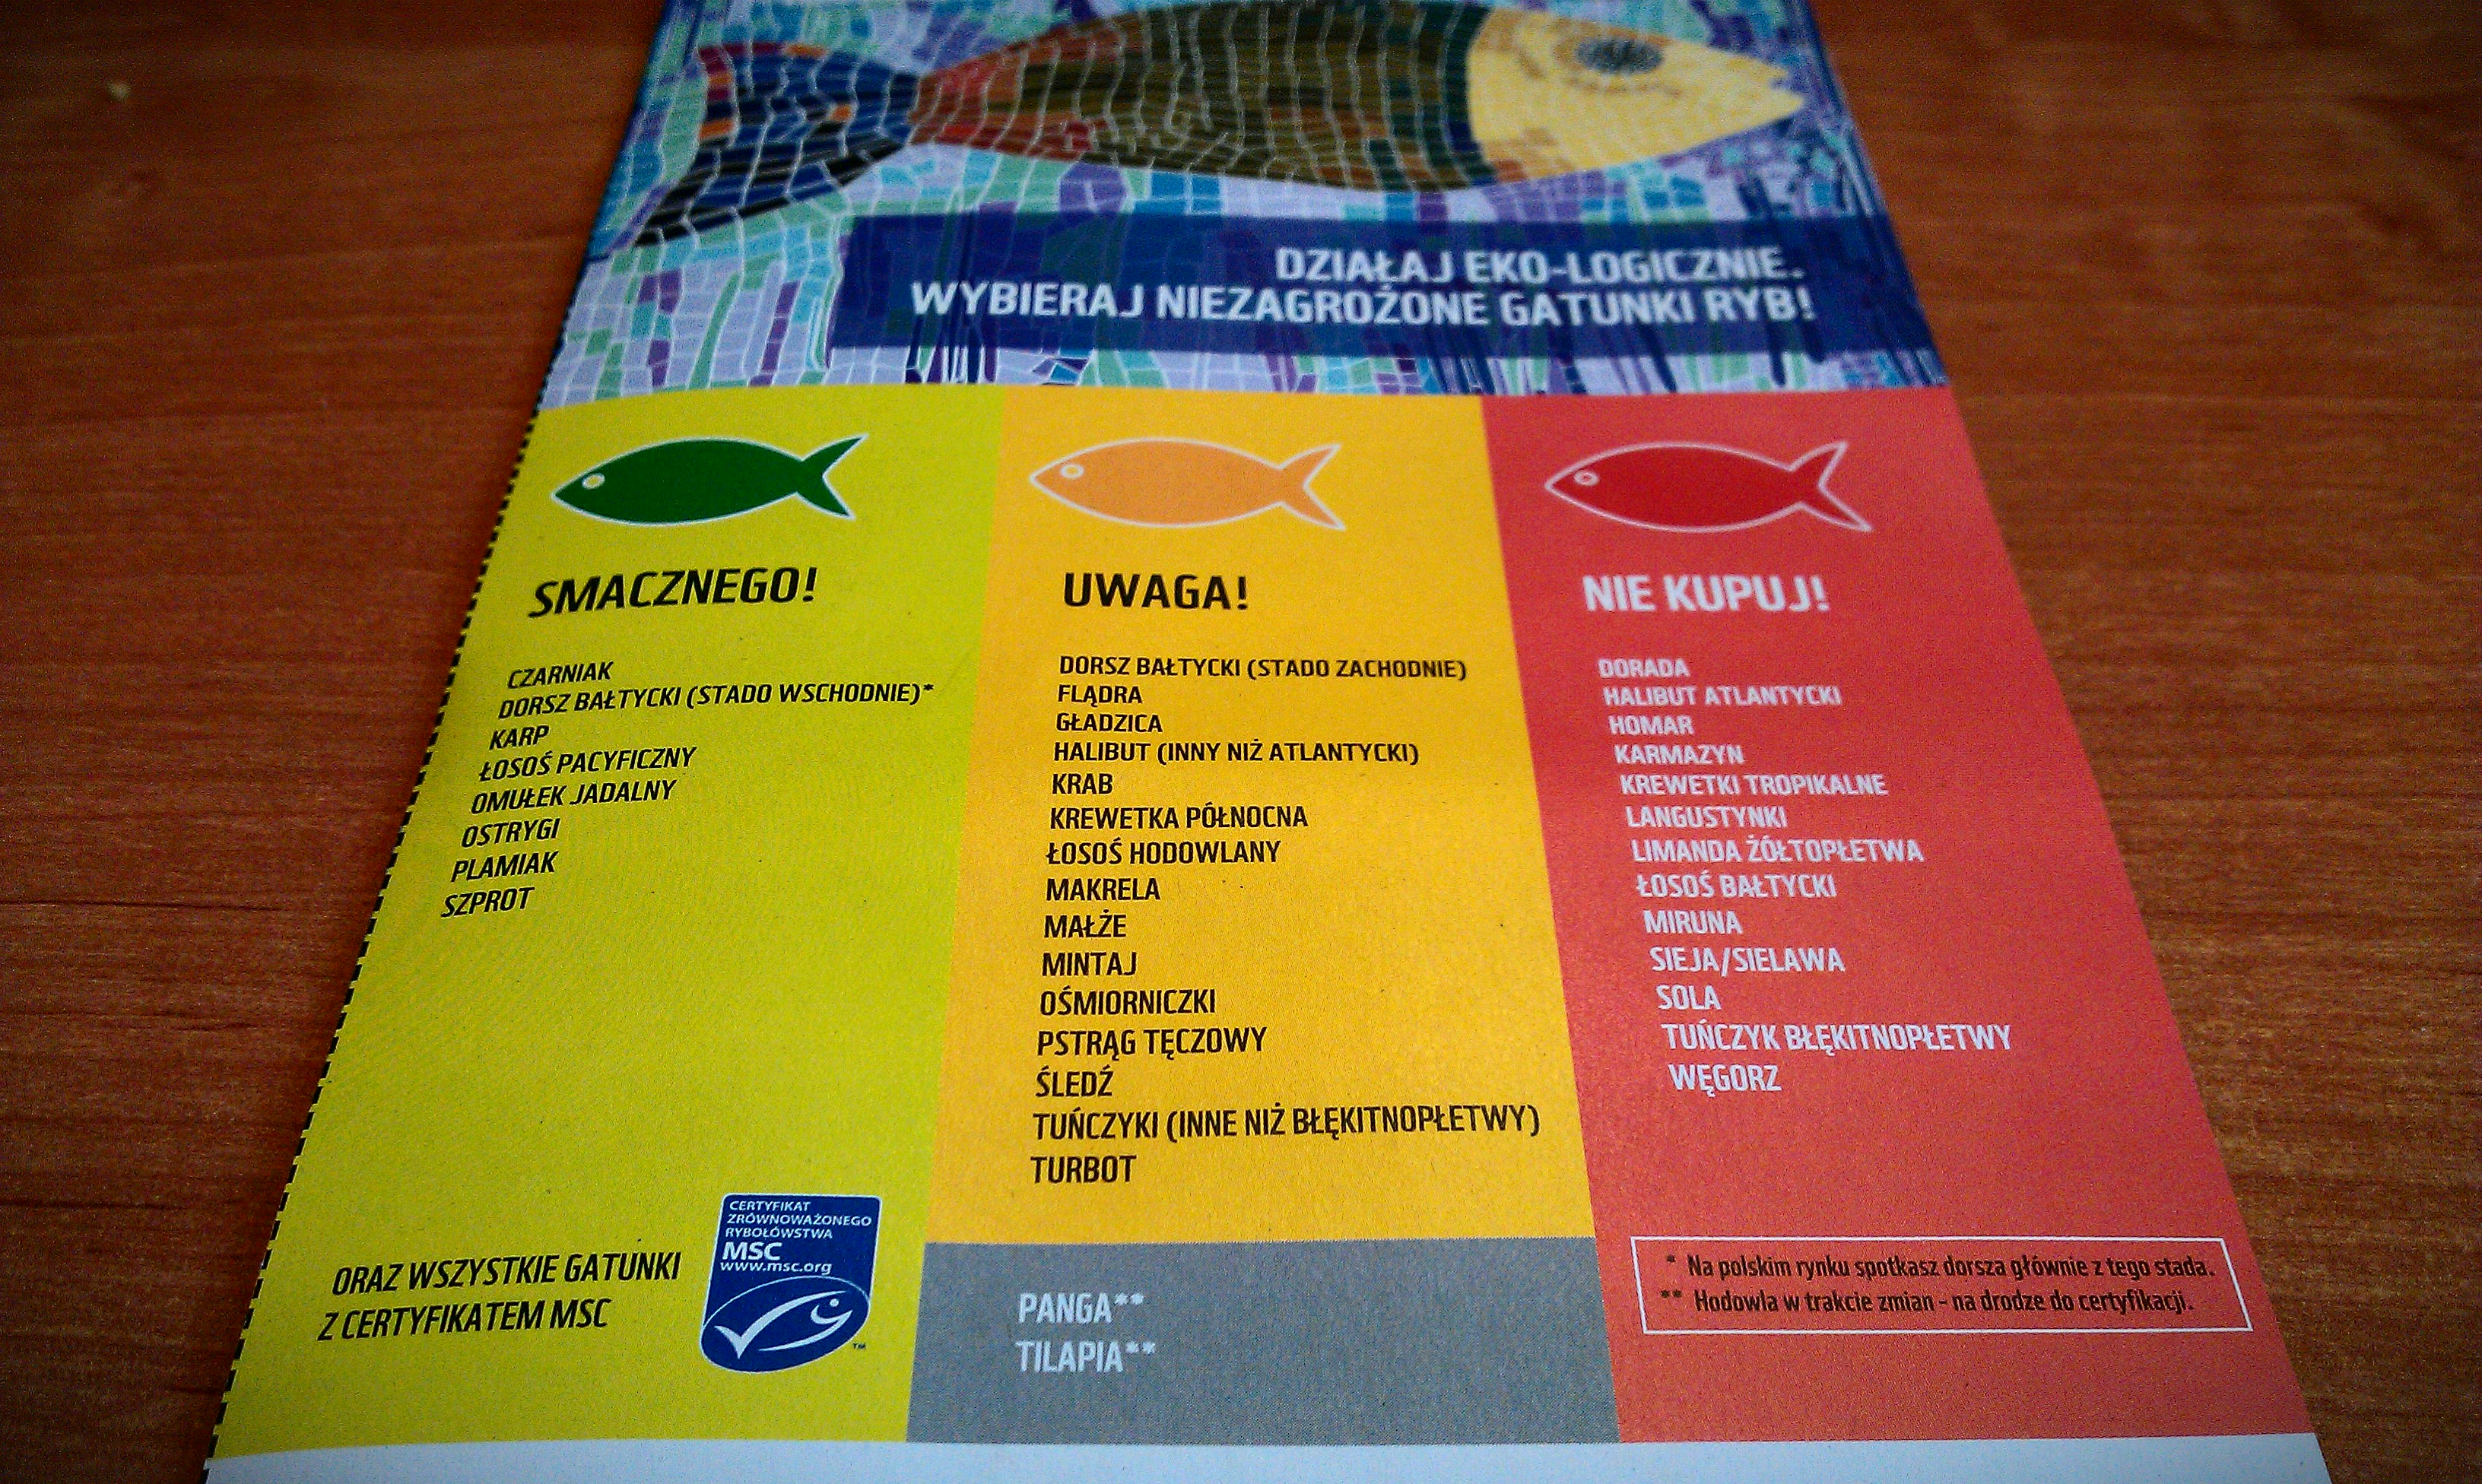 DZIAŁAJ EKO-LOGICZNIE.
WYBIERAJ NIEZAGROŻONE GATUNKI RYB!
SMACZNEGO!
CZARNIAK
DORSZ BAŁTYCKI (STADO WSCHODNIE)*
KARP
ŁOSOŚ PACYFICZNY
OMUŁEK JADALNY
OSTRYGI
PLAMIAK
SZPROT
ORAZ WSZYSTKIE GATUNKI
Z CERTYFIKATEM MSC
CERTYFIKAT
ZRÓWNOWAŻONEGO
RYBOŁÓWSTWA
MSC
www.msc.org
TM
UWAGA!
DORSZ BAŁTYCKI (STADO ZACHODNIE)
FLĄDRA
GŁADZICA
HALIBUT (INNY NIŻ ATLANTYCKI)
KRAB
KREWETKA PÓŁNOCNA
ŁOSOŚ HODOWLANY
MAKRELA
MAŁŻE
MINTAJ
OŚMIORNICZKI
PSTRĄG TĘCZOWY
ŚLEDŹ
TUŃCZYKI (INNE NIŻ BŁĘKITNOPŁETWY)
TURBOT
PANGA**
TILAPIA**
NIE KUPUJ!
DORADA
HALIBUT ATLANTYCKI
HOMAR
KARMAZYN
KREWETKI TROPIKALNE
LANGUSTYNKI
LIMANDA ŻÓŁTOPŁETWA
ŁOSOŚ BAŁTYCKI
MIRUNA
SIEJA/SIELAWA
SOLA
TUŃCZYK BŁĘKITNOPŁETWY
WĘGORZ
* Na polskim rynku spotkasz dorsza głównie z tego stada.
** Hodowla w trakcie zmian - na drodze do certyfikacji.